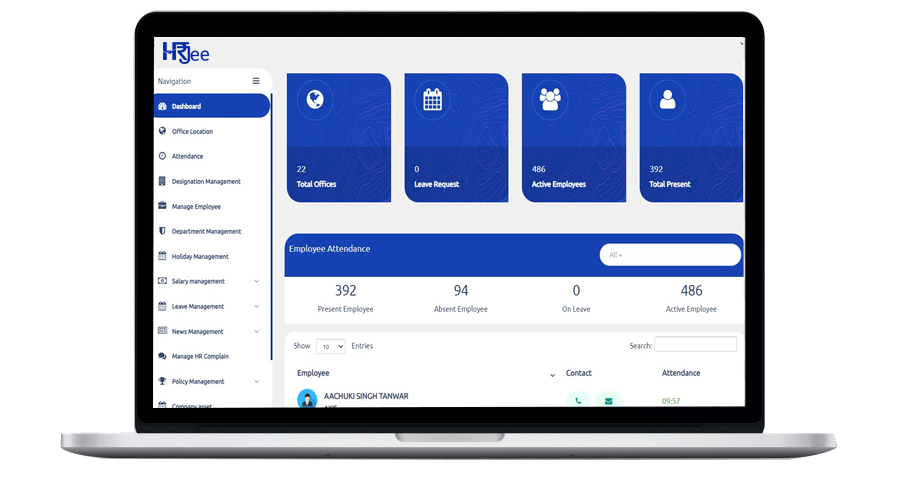 HRJee
Navigation
Dashboard
Office Location
Attendance
Designation Management
Manage Employee
Department Management
Holiday Management
Salary management
Leave Management
News Management
Manage HR Complain
Policy Management
Company asset
22
Total Offices
0
Leave Request
486
Active Employees
392
Total Present
Employee Attendance
All
392
Present Employee
94
Absent Employee
0
On Leave
486
Active Employee
Show 10 Entries
Search:
Employee Contact Attendance
AACHUKI SINGH TANWAR
09:57